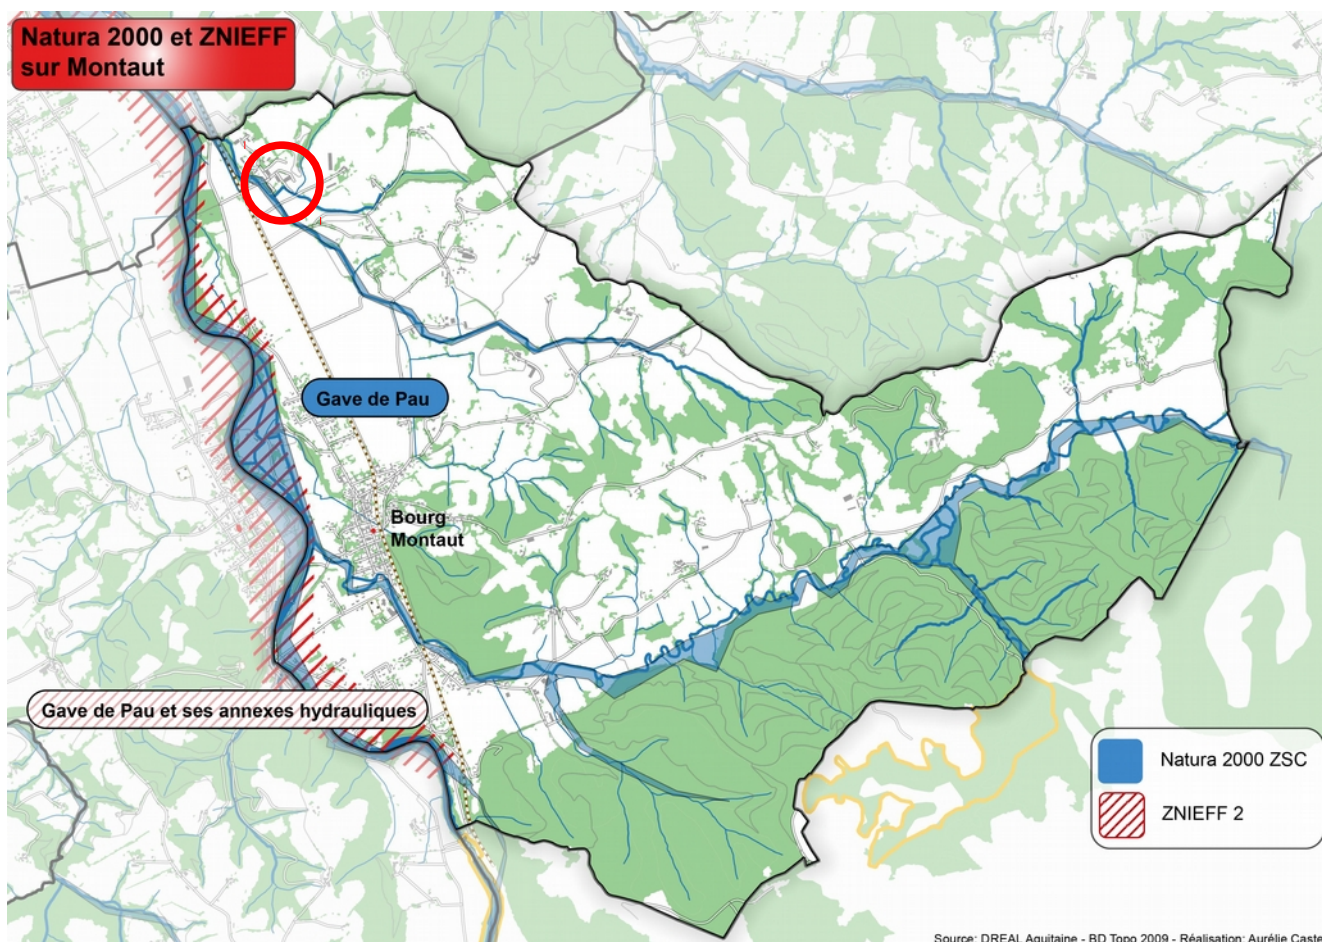 Natura 2000 et ZNIEFF
sur Montaut
Gave de Pau
Bourg
Montaut
Gave de Pau et ses annexes hydrauliques
Natura 2000 ZSC
ZNIEFF 2
Source: DREAL Aquitaine - BD Topo 2009 - Réalisation: Aurélie Caste